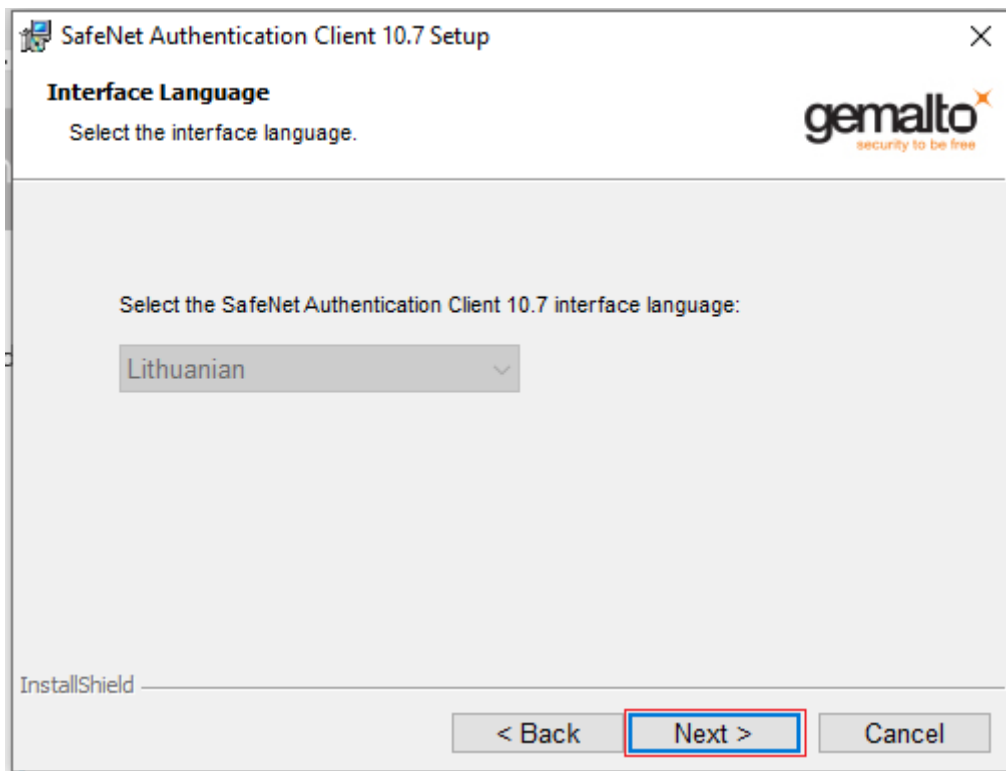 SafeNet Authentication Client 10.7 Setup
Interface Language
Select the interface language.
gemalto
security to be free
Select the SafeNet Authentication Client 10.7 interface language:
Lithuanian
InstallShield
< Back
Next >
Cancel